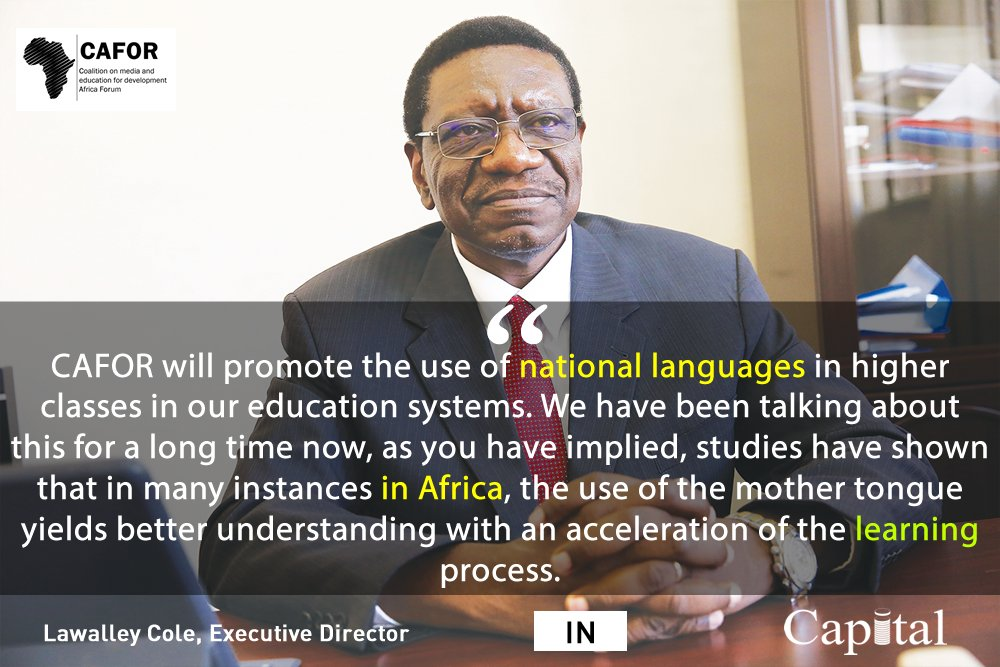 CAFOR
Coalition on media and
education for development
Africa Forum
“
CAFOR will promote the use of national languages in higher
classes in our education systems. We have been talking about
this for a long time now, as you have implied, studies have shown
that in many instances in Africa, the use of the mother tongue
yields better understanding with an acceleration of the learning
process.
Lawalley Cole, Executive Director
IN
Capital